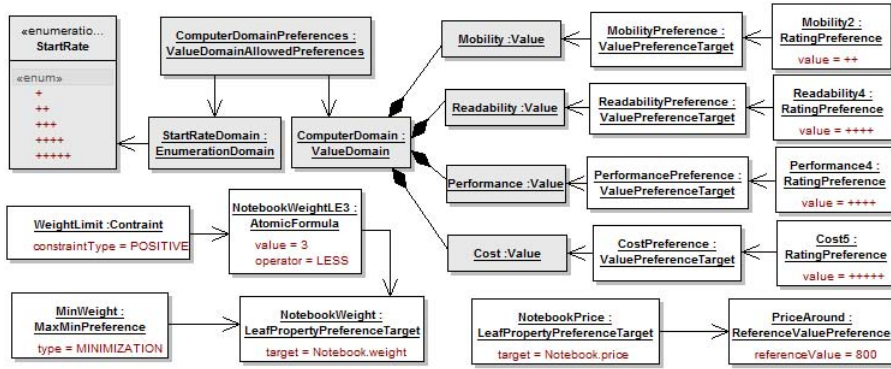 «enumeratio...
StartRate
«enum»
+
++
+++
++++
+++++
ComputerDomainPreferences :
ValueDomainAllowedPreferences
StartRateDomain :
EnumerationDomain
ComputerDomain :
ValueDomain
Mobility :Value
MobilityPreference :
ValuePreferenceTarget
Mobility2 :
RatingPreference
value = ++
Readability :Value
ReadabilityPreference :
ValuePreferenceTarget
Readability4 :
RatingPreference
value = ++++
Performance :Value
PerformancePreference :
ValuePreferenceTarget
Performance4 :
RatingPreference
value = ++++
Cost :Value
CostPreference :
ValuePreferenceTarget
Cost5 :
RatingPreference
value = +++++
WeightLimit :Contraint
constraintType = POSITIVE
NotebookWeightLE3 :
AtomicFormula
value = 3
operator = LESS
MinWeight :
MaxMinPreference
type = MINIMIZATION
NotebookWeight :
LeafPropertyPreferenceTarget
target = Notebook.weight
NotebookPrice :
LeafPropertyPreferenceTarget
target = Notebook.price
PriceAround :
ReferenceValuePreference
referenceValue = 800